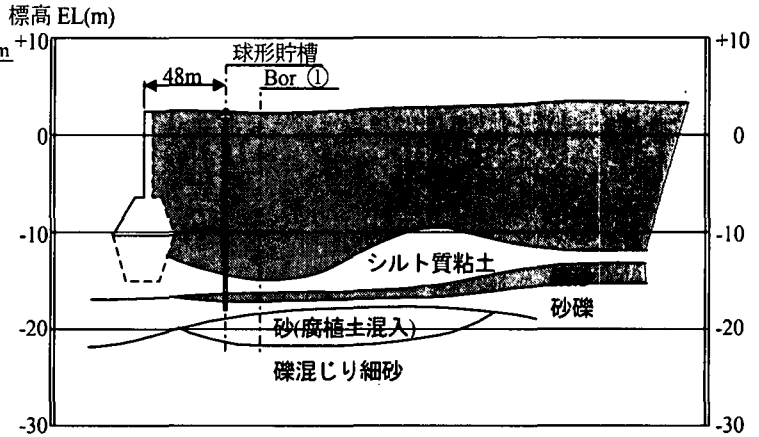 標高 EL(m)
m
+10
+10
球形貯槽
48m
Bor ①
0
0
-10
-10
シルト質粘土
砂礫
-20
-20
砂(腐植土混入)
礫混じり細砂
-30
-30